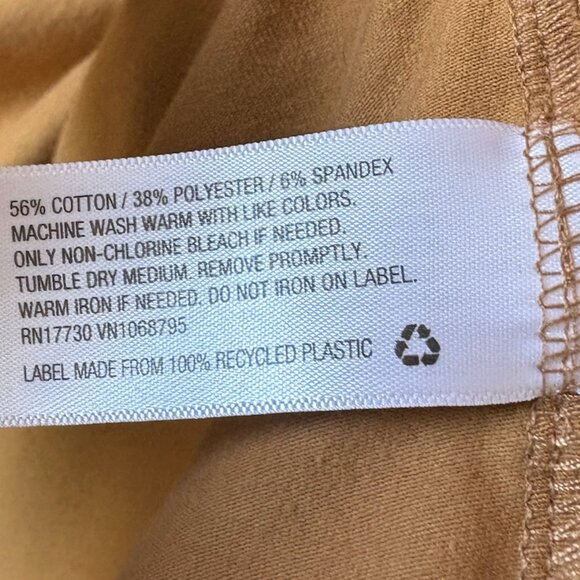 56% COTTON / 38% POLYESTER / 6% SPANDEX
MACHINE WASH WARM WITH LIKE COLORS.
ONLY NON-CHLORINE BLEACH IF NEEDED.
TUMBLE DRY MEDIUM. REMOVE PROMPTLY.
WARM IRON IF NEEDED. DO NOT IRON ON LABEL.
RN17730 VN1068795
LABEL MADE FROM 100% RECYCLED PLASTIC